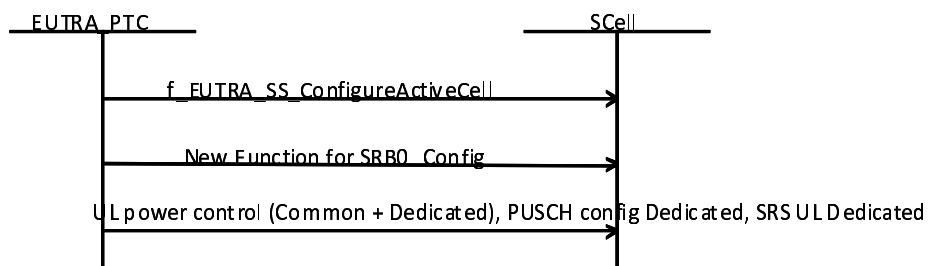 EUTRA_PTC
SCell
f_EUTRA_SS_ConfigureActiveCell
New Function for SRB0_Config
UL power control (Common + Dedicated), PUSCH config Dedicated, SRS UL Dedicated